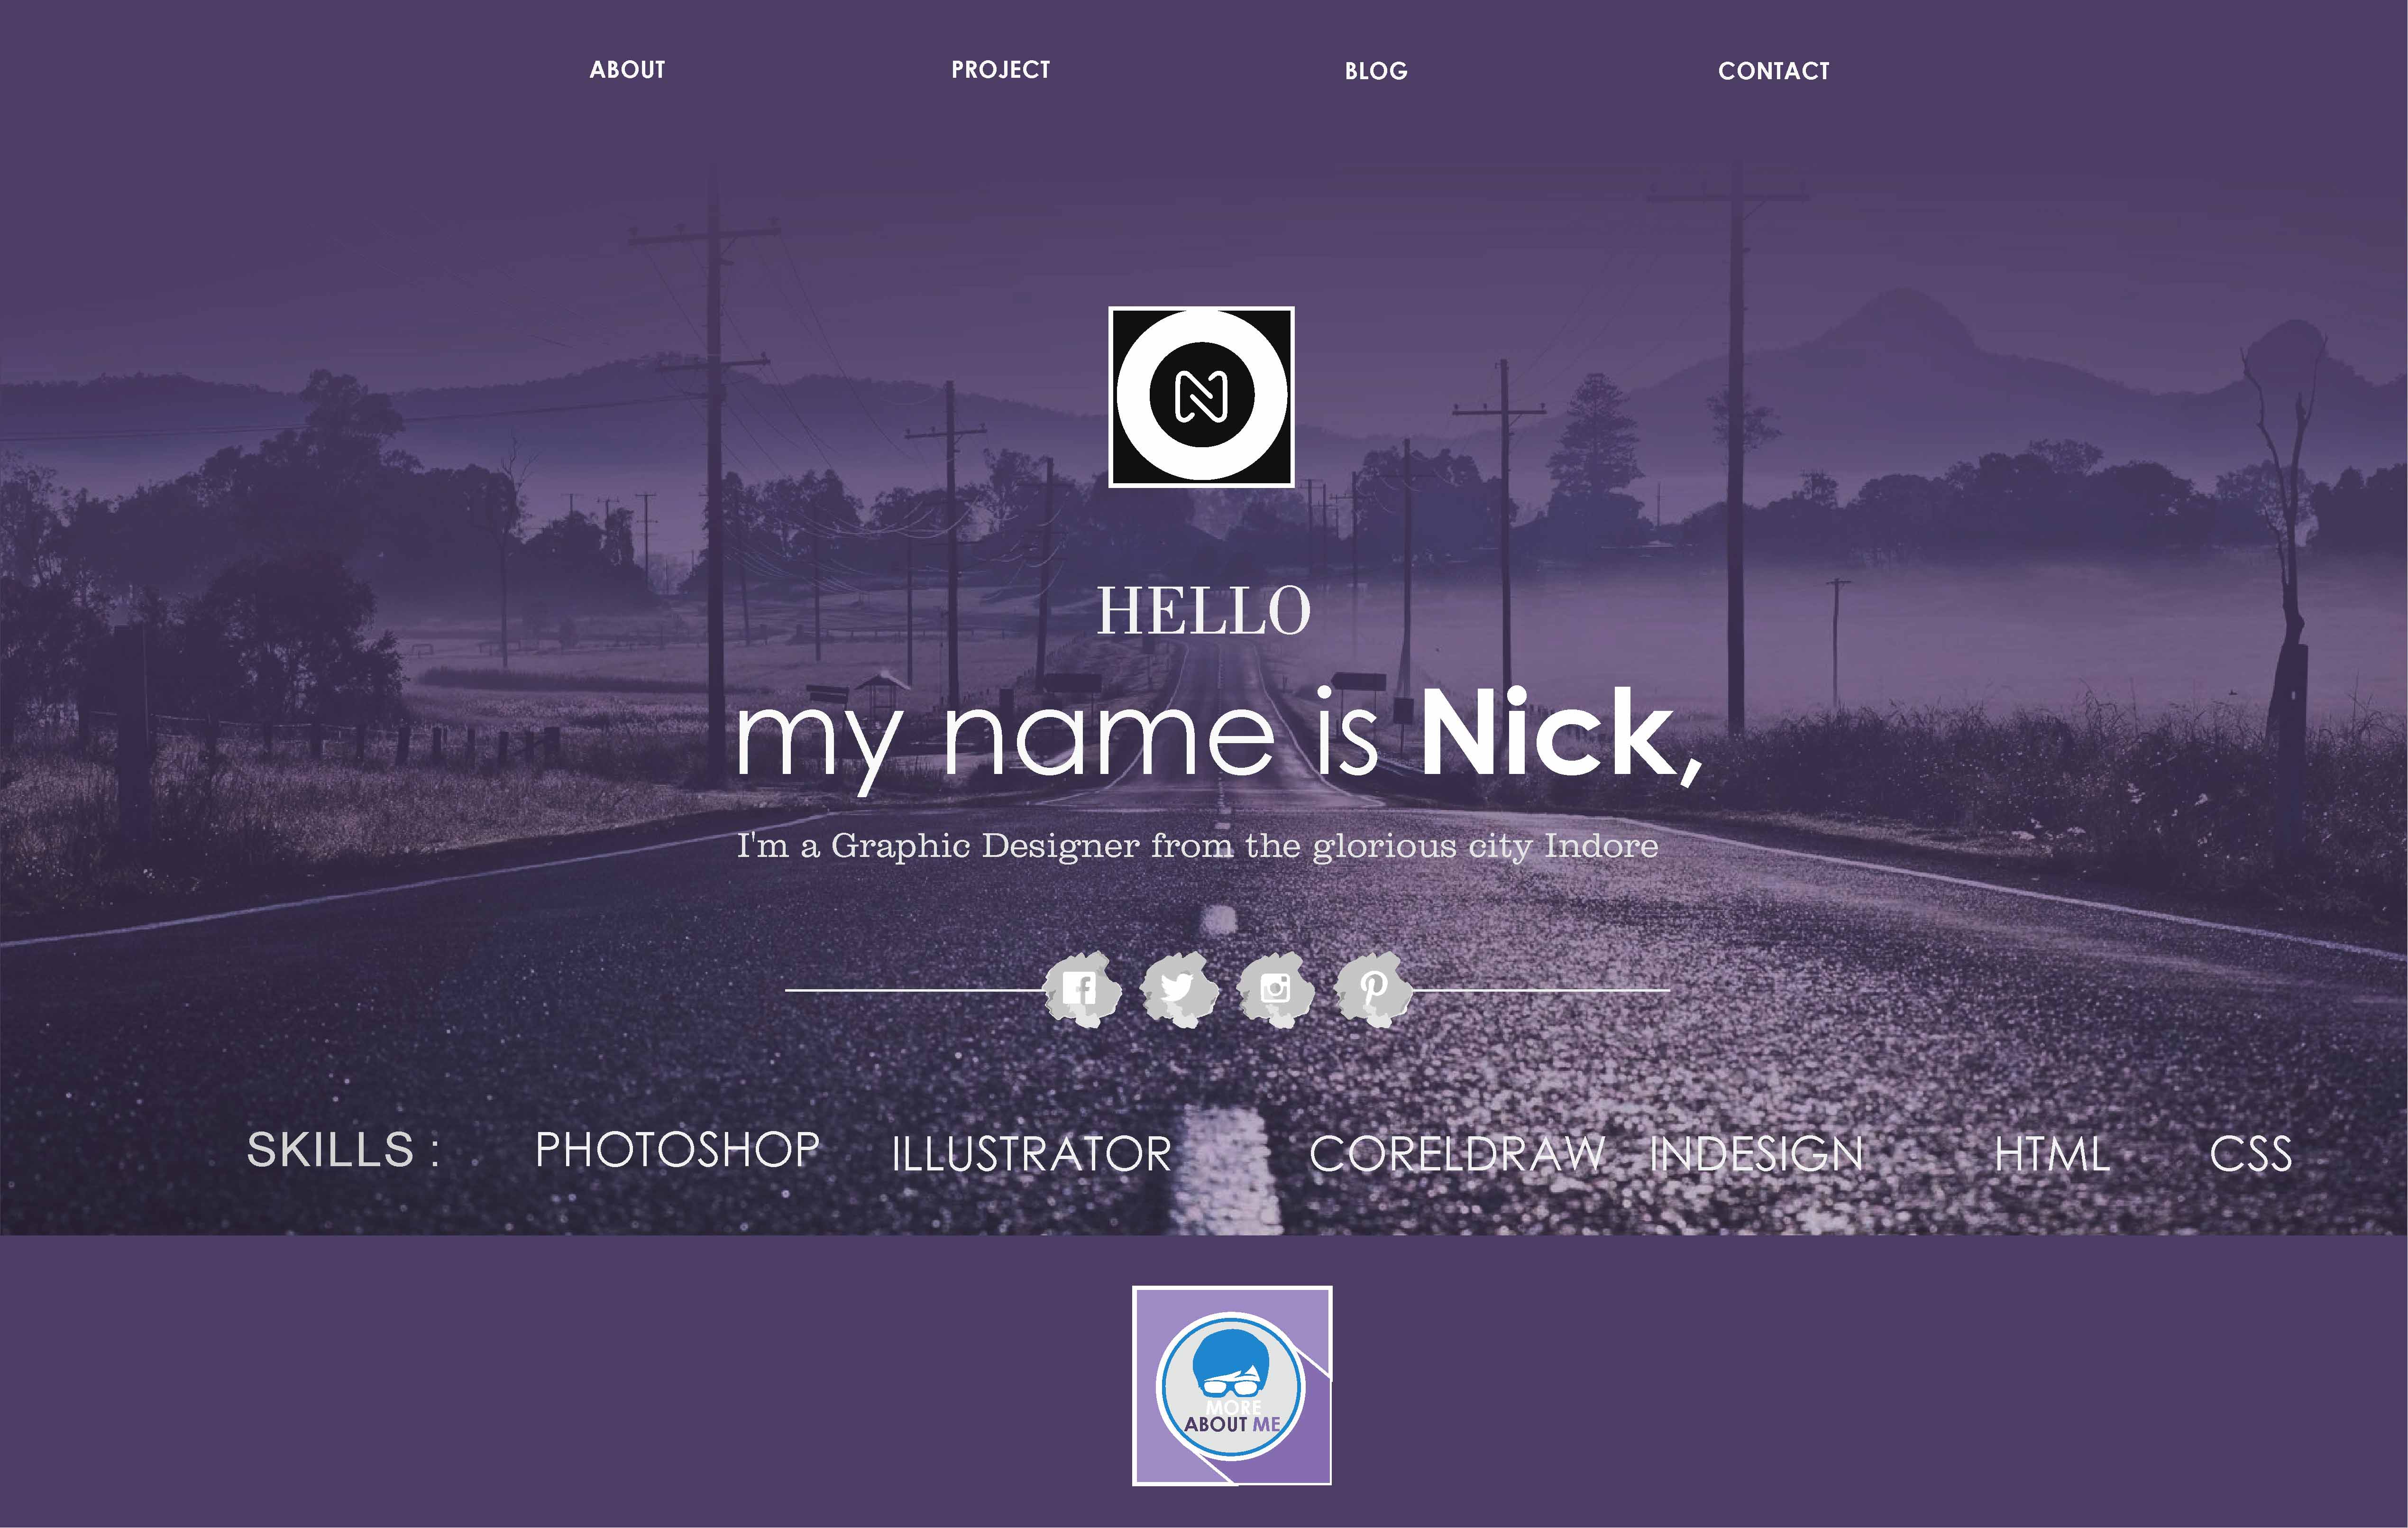 ABOUT PROJECT BLOG CONTACT
N
HELLO
my name is Nick,
I'm a Graphic Designer from the glorious city Indore
SKILLS : PHOTOSHOP ILLUSTRATOR CORELDRAW INDESIGN HTML CSS
MORE
ABOUT ME